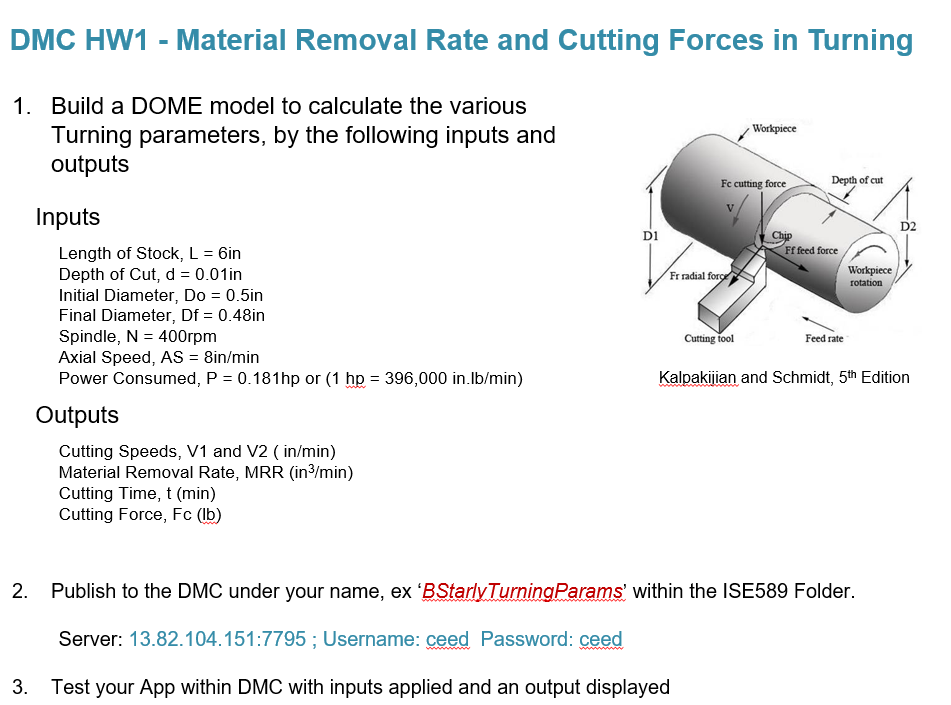 DMC HW1 - Material Removal Rate and Cutting Forces in Turning
1. Build a DOME model to calculate the various
Turning parameters, by the following inputs and
outputs
Inputs
Length of Stock, L = 6in
Depth of Cut, d = 0.01in
Initial Diameter, Do = 0.5in
Final Diameter, Df = 0.48in
Spindle, N = 400rpm
Axial Speed, AS = 8in/min
Power Consumed, P = 0.181hp or (1 hp = 396,000 in.lb/min)
Outputs
Cutting Speeds, V1 and V2 ( in/min)
Material Removal Rate, MRR (in³/min)
Cutting Time, t (min)
Cutting Force, Fc (lb)
Workpiece
Fc cutting force
Depth of cut
V
D1
D2
Chip
Ff feed force
Fr radial force
Workpiece
rotation
Cutting tool
Feed rate
Kalpakijian and Schmidt, 5th Edition
2. Publish to the DMC under your name, ex ‘BStarlyTurningParams’ within the ISE589 Folder.
Server: 13.82.104.151:7795 ; Username: ceed Password: ceed
3. Test your App within DMC with inputs applied and an output displayed